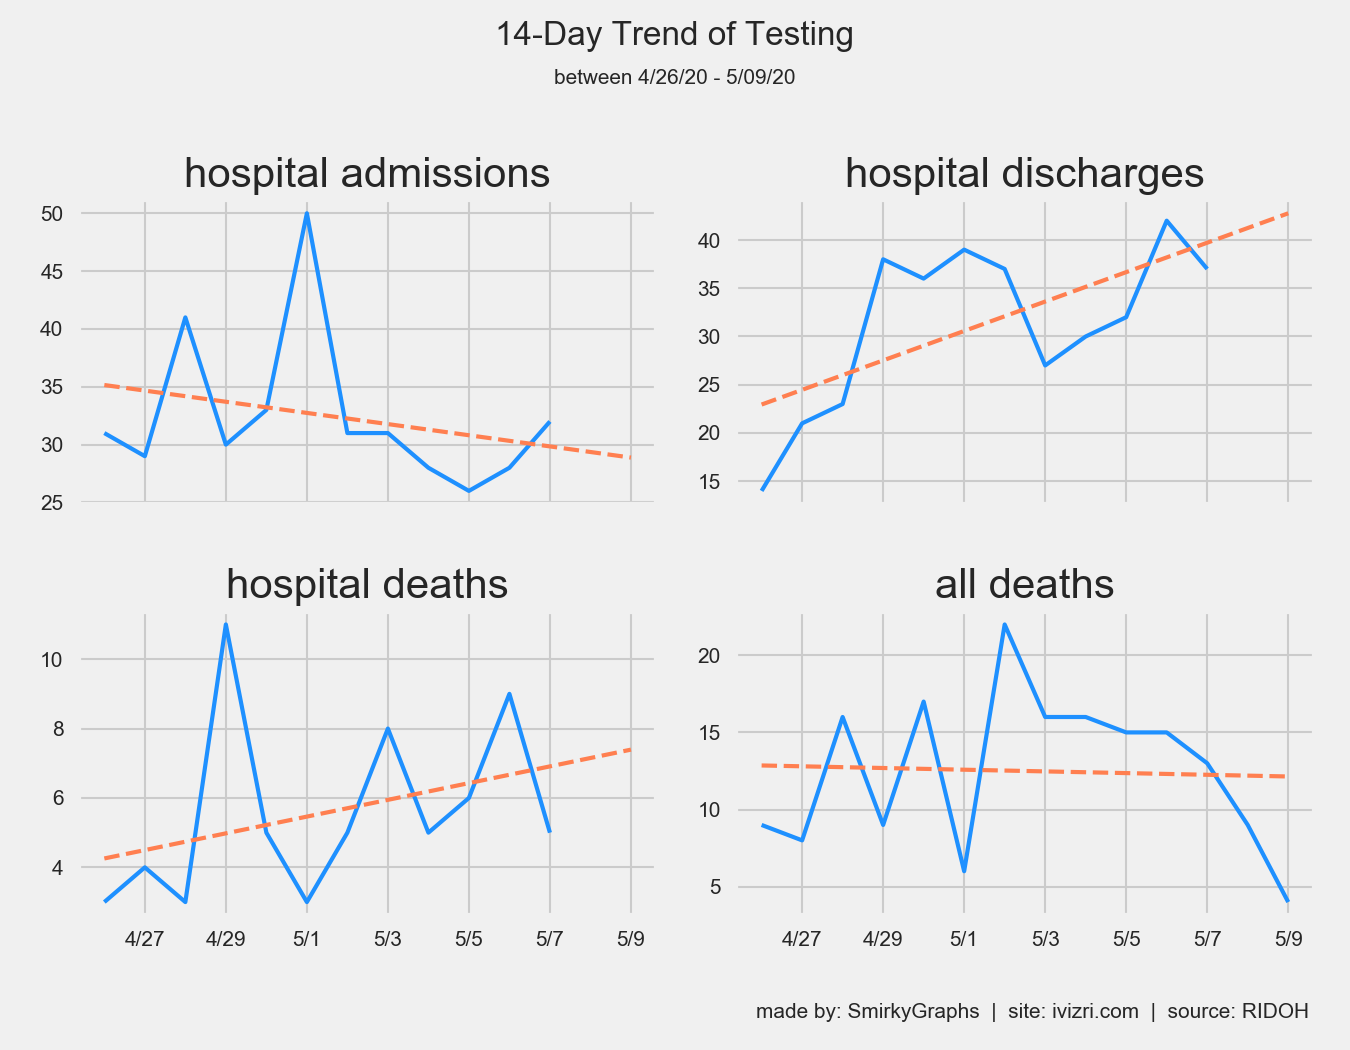 14-Day Trend of Testing
between 4/26/20 - 5/09/20
hospital admissions
50
45
40
35
30
25
hospital discharges
40
35
30
25
20
15
hospital deaths
10
8
6
4
4/27 4/29 5/1 5/3 5/5 5/7 5/9
all deaths
20
15
10
5
4/27 4/29 5/1 5/3 5/5 5/7 5/9
made by: SmirkyGraphs | site: ivizri.com | source: RIDOH